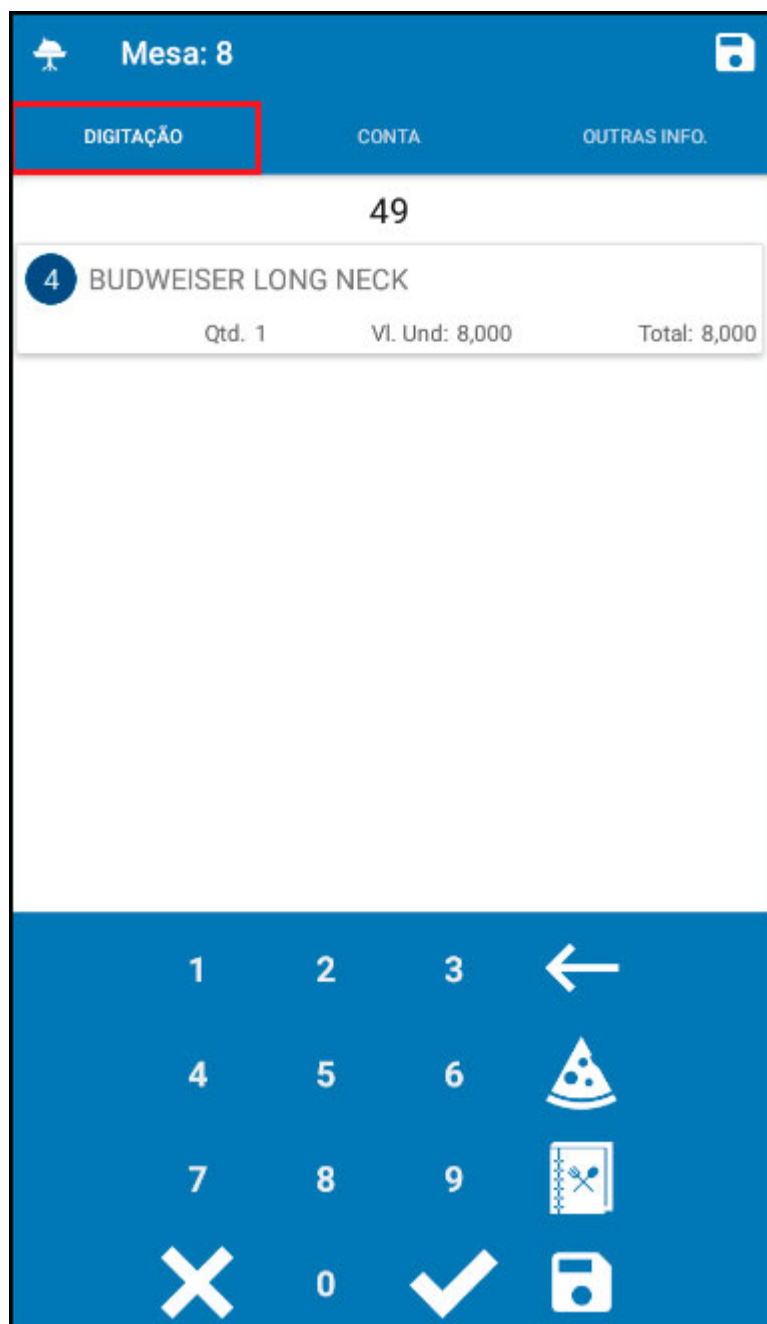 Mesa: 8
DIGITAÇÃO CONTA OUTRAS INFO.
49
4 BUDWEISER LONG NECK
Qtd. 1 Vl. Und: 8,000 Total: 8,000
1 2 3
4 5 6
7 8 9
0